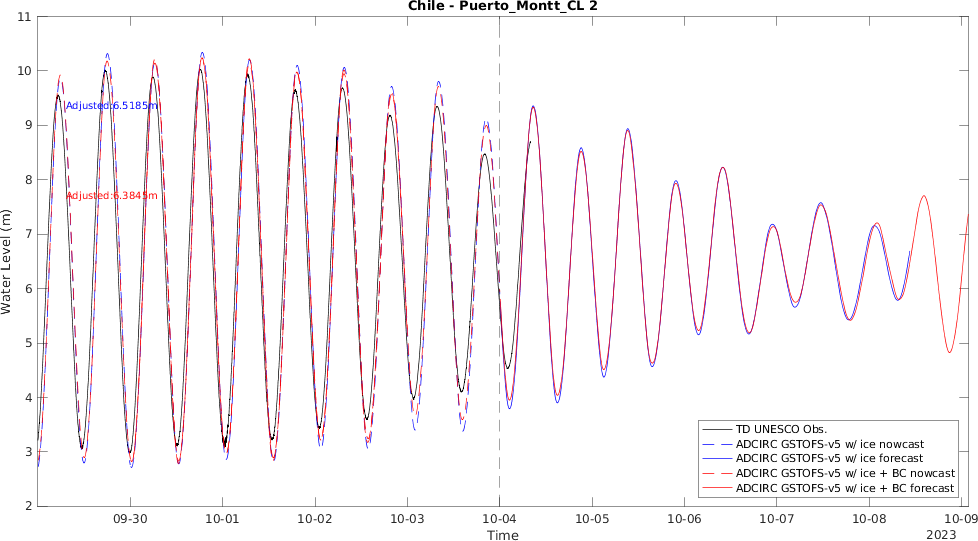 Chile - Puerto_Montt_CL 2
11
10
9
8
7
6
5
4
3
2
Water Level (m)
Adjusted:6.5185m
Adjusted:6.3845m
TD UNESCO Obs.
ADCIRC GSTOFS-v5 w/ ice nowcast
ADCIRC GSTOFS-v5 w/ ice forecast
ADCIRC GSTOFS-v5 w/ ice + BC nowcast
ADCIRC GSTOFS-v5 w/ ice + BC forecast
09-30 10-01 10-02 10-03 10-04 10-05 10-06 10-07 10-08 10-09
Time
2023